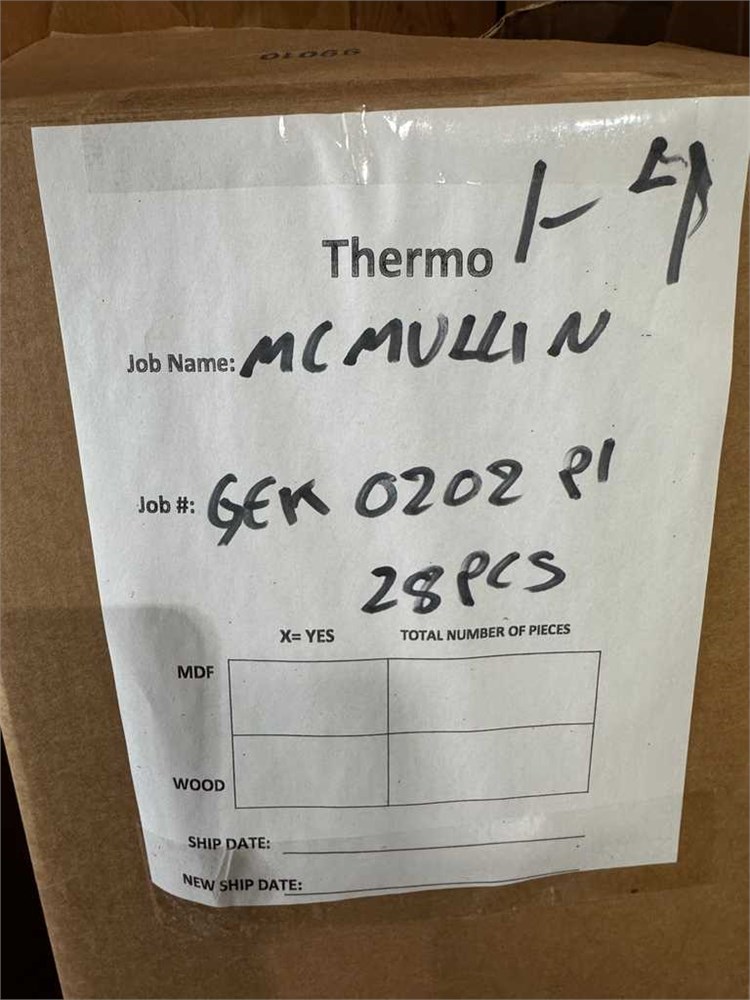 01066
Thermo
Job Name: MCMULLIN
Job #: GEK 0202 P1
28 PCS
X= YES TOTAL NUMBER OF PIECES
MDF
WOOD
SHIP DATE:
NEW SHIP DATE: